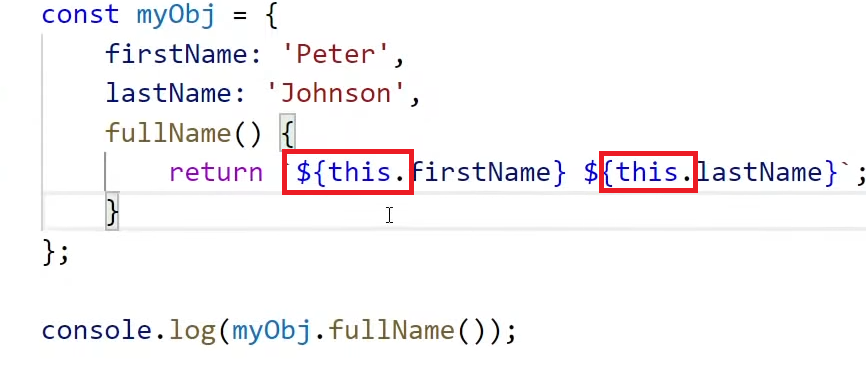 const myObj = {
    firstName: 'Peter',
    lastName: 'Johnson',
    fullName() {
        return `${this.firstName} ${this.lastName}`;
    }
};
console.log(myObj.fullName());